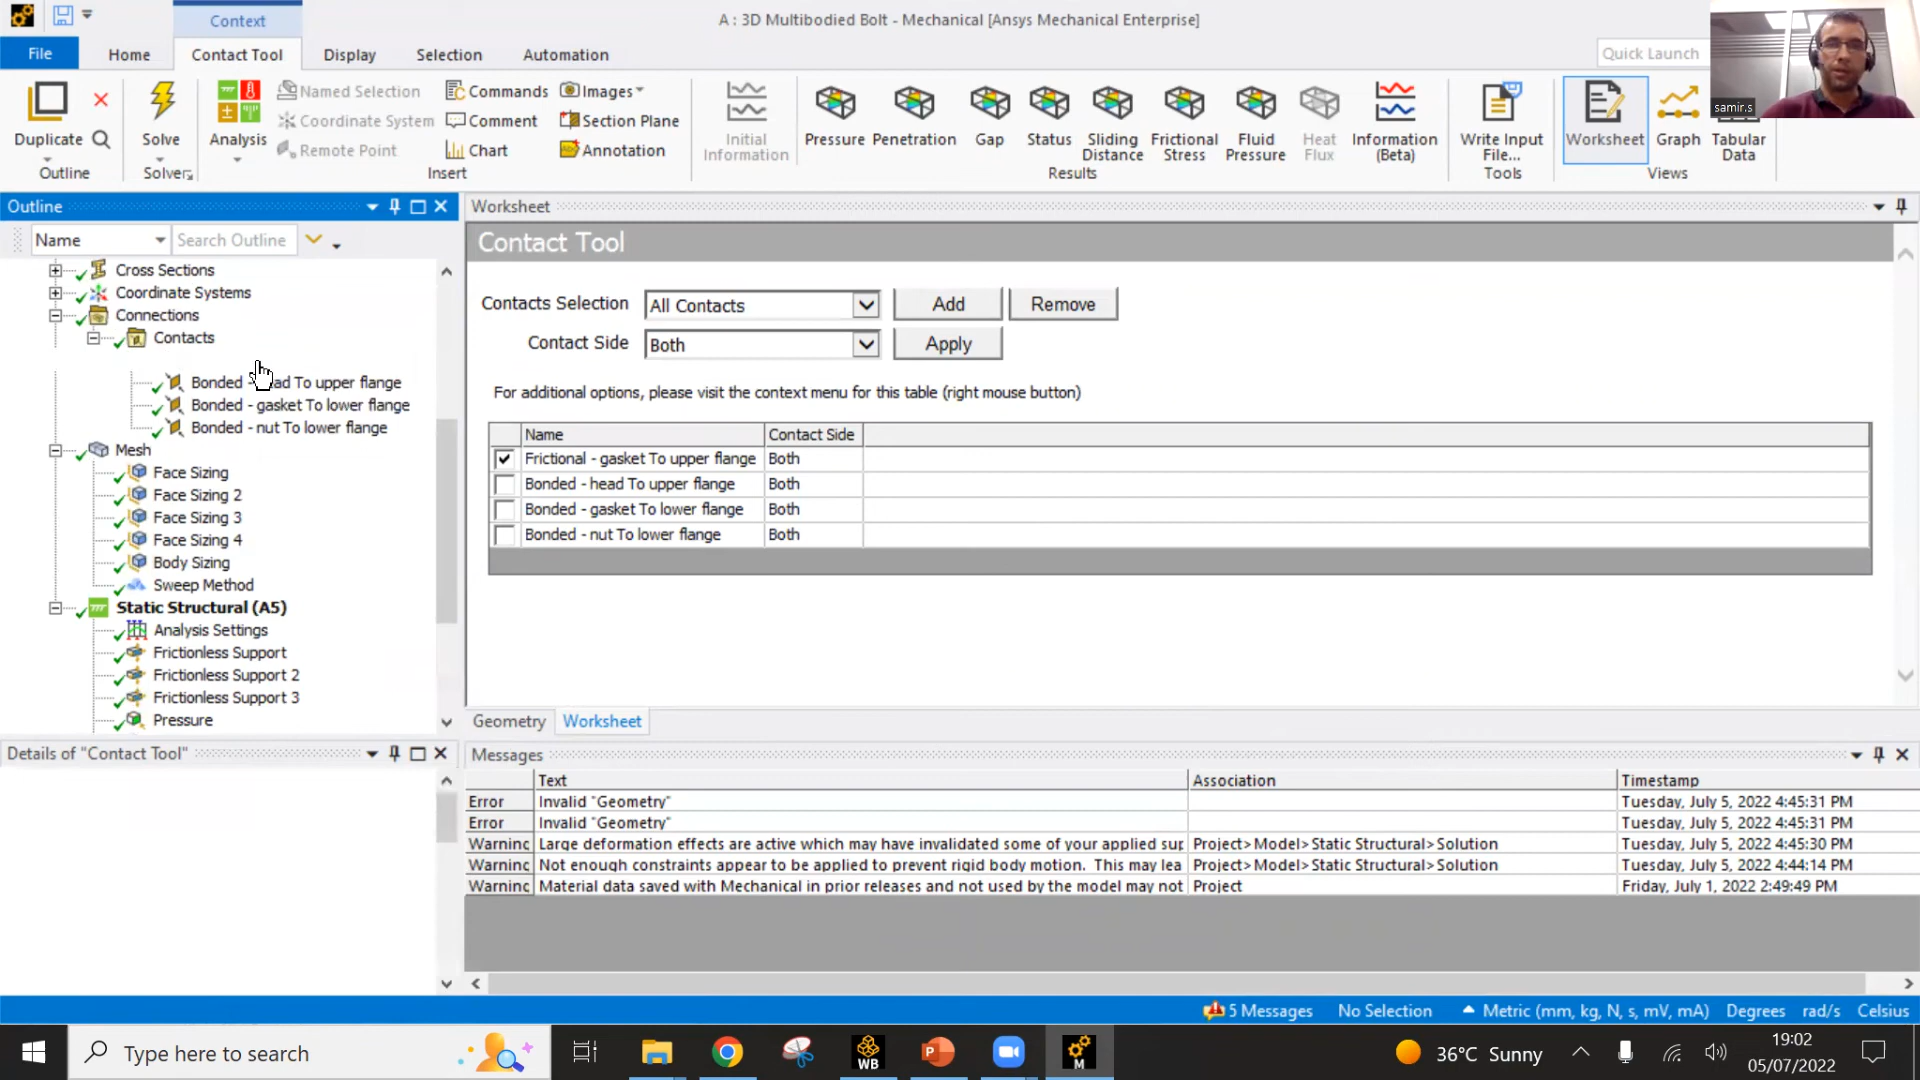 Context
A : 3D Multibodied Bolt - Mechanical [Ansys Mechanical Enterprise]
File
Home
Contact Tool
Display
Selection
Automation
Quick Launch
samir.s
Duplicate
Outline
Solve
Solver
Analysis
Named Selection
Coordinate System
Remote Point
Commands
Comment
Chart
Images
Section Plane
Annotation
Insert
Initial Information
Pressure
Penetration
Gap
Status
Sliding Distance
Frictional Stress
Fluid Pressure
Heat Flux
Information (Beta)
Results
Write Input File...
Tools
Worksheet
Graph
Tabular Data
Views
Outline
Name
Search Outline
Cross Sections
Coordinate Systems
Connections
Contacts
Bonded - head To upper flange
Bonded - gasket To lower flange
Bonded - nut To lower flange
Mesh
Face Sizing
Face Sizing 2
Face Sizing 3
Face Sizing 4
Body Sizing
Sweep Method
Static Structural (A5)
Analysis Settings
Frictionless Support
Frictionless Support 2
Frictionless Support 3
Pressure
Details of "Contact Tool"
Worksheet
Contact Tool
Contacts Selection All Contacts Add Remove
Contact Side Both Apply
For additional options, please visit the context menu for this table (right mouse button)
Name Contact Side
Frictional - gasket To upper flange Both
Bonded - head To upper flange Both
Bonded - gasket To lower flange Both
Bonded - nut To lower flange Both
Geometry Worksheet
Messages
Text Association Timestamp
Error Invalid "Geometry" Tuesday, July 5, 2022 4:45:31 PM
Error Invalid "Geometry" Tuesday, July 5, 2022 4:45:31 PM
Warning Large deformation effects are active which may have invalidated some of your applied sup Project>Model>Static Structural>Solution Tuesday, July 5, 2022 4:45:30 PM
Warning Not enough constraints appear to be applied to prevent rigid body motion. This may lea Project>Model>Static Structural>Solution Tuesday, July 5, 2022 4:44:14 PM
Warning Material data saved with Mechanical in prior releases and not used by the model may not Project Friday, July 1, 2022 2:49:49 PM
5 Messages No Selection Metric (mm, kg, N, s, mV, mA) Degrees rad/s Celsius
Type here to search
WB
P
M
36°C Sunny
19:02
05/07/2022